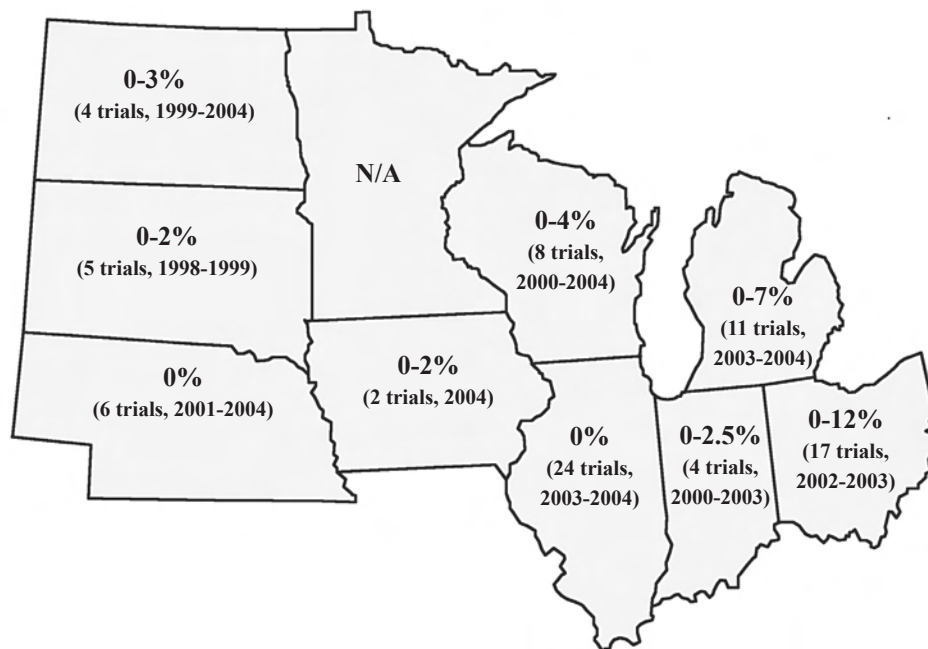 0-3%
(4 trials, 1999-2004)
N/A
0-2%
(5 trials, 1998-1999)
0-4%
(8 trials,
2000-2004)
0-7%
(11 trials,
2003-2004)
0%
(6 trials, 2001-2004)
0-2%
(2 trials, 2004)
0%
(24 trials,
2003-2004)
0-2.5%
(4 trials,
2000-2003)
0-12%
(17 trials,
2002-2003)